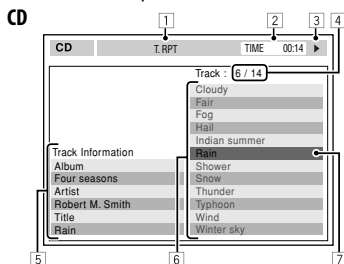 CD
1
2
3
4
CD
T. RPT
TIME 00:14
Track : 6 / 14
Cloudy
Fair
Fog
Hail
Indian summer
Rain
Shower
Snow
Thunder
Typhoon
Wind
Winter sky
Track Information
Album
Four seasons
Artist
Robert M. Smith
Title
Rain
5
6
7